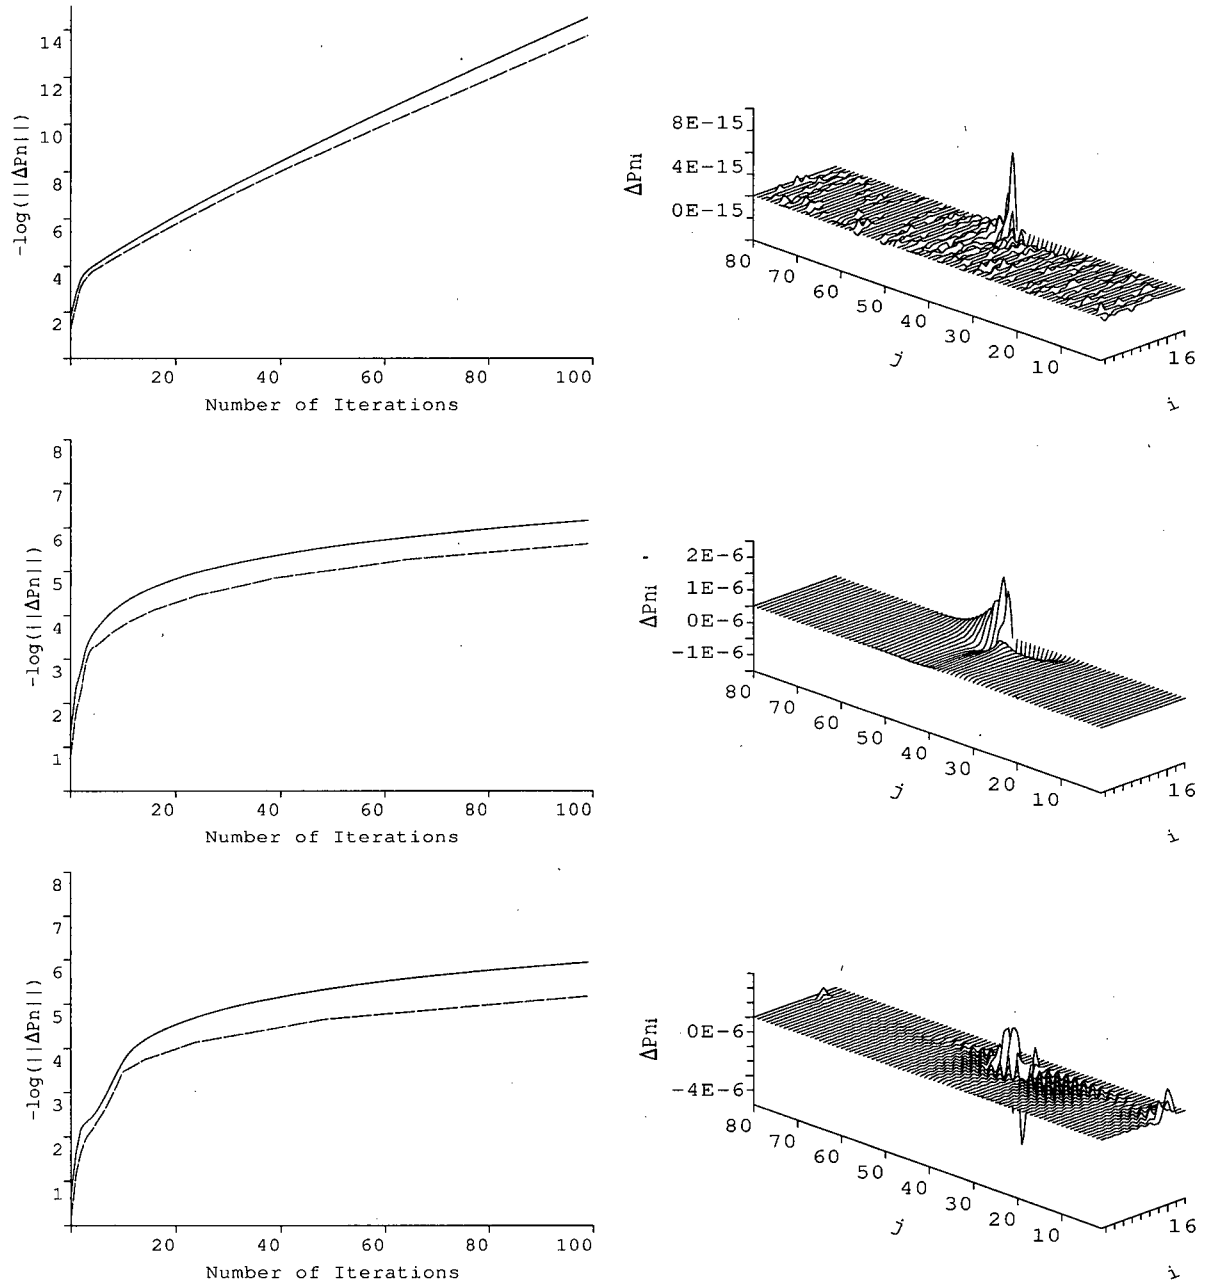 14
12
10
8
6
4
2
-log(||ΔPn||)
20 40 60 80 100
Number of Iterations
8E-15
4E-15
0E-15
ΔPni
80 70 60 50 40 30 20 10
j
16
i
8
7
6
5
4
3
2
1
-log(||ΔPn||)
20 40 60 80 100
Number of Iterations
2E-6
1E-6
0E-6
-1E-6
ΔPni
80 70 60 50 40 30 20 10
j
16
i
8
7
6
5
4
3
2
1
-log(||ΔPn||)
20 40 60 80 100
Number of Iterations
0E-6
-4E-6
ΔPni
80 70 60 50 40 30 20 10
j
16
i